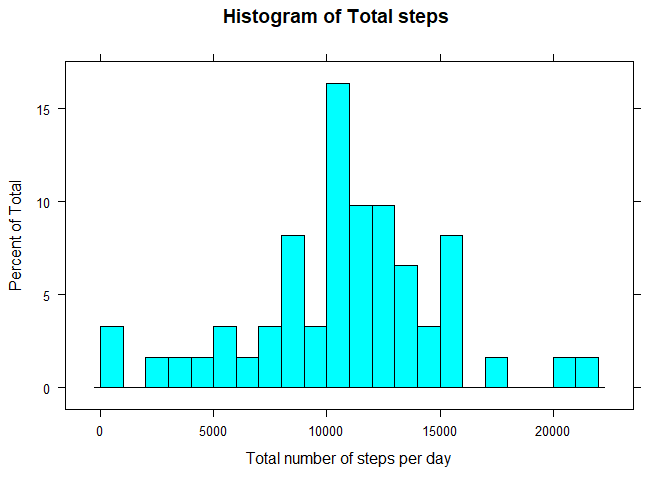 Histogram of Total steps
Percent of Total
15
10
5
0
0 5000 10000 15000 20000
Total number of steps per day